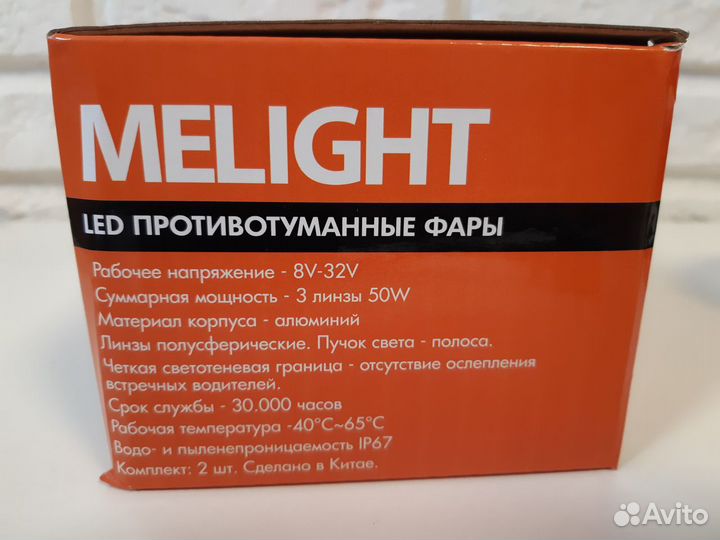 MELIGHT
LED ПРОТИВОТУМАННЫЕ ФАРЫ
Рабочее напряжение - 8V-32V
Суммарная мощность - 3 линзы 50W
Материал корпуса - алюминий
Линзы полусферические. Пучок света - полоса.
Четкая светотеневая граница - отсутствие ослепления
встречных водителей.
Срок службы - 30.000 часов
Рабочая температура -40°C~65°C
Водо- и пыленепроницаемость IP67
Комплект: 2 шт. Сделано в Китае.
Avito